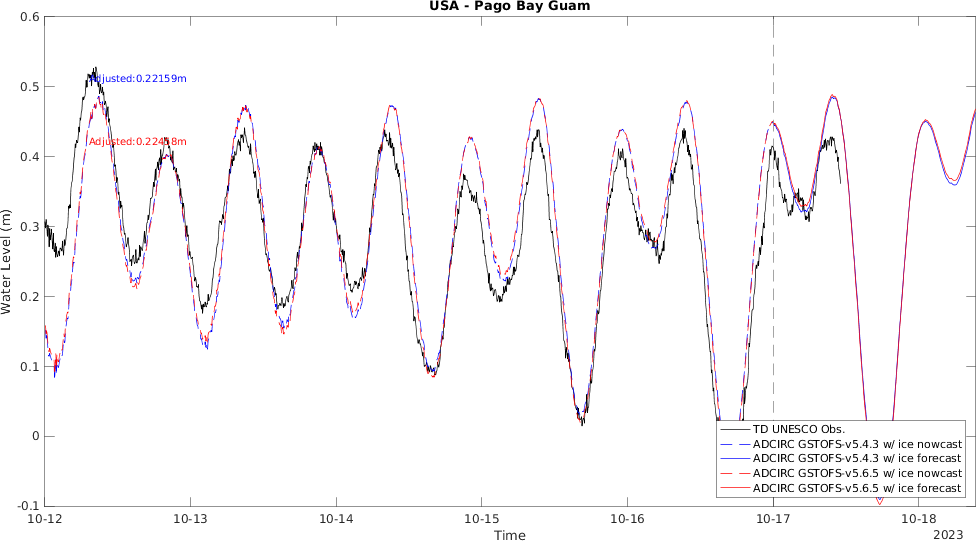 USA - Pago Bay Guam
0.6
0.5
0.4
0.3
0.2
0.1
0
-0.1
Water Level (m)
Adjusted:0.22159m
TD UNESCO Obs.
ADCIRC GSTOFS-v5.4.3 w/ ice nowcast
ADCIRC GSTOFS-v5.4.3 w/ ice forecast
ADCIRC GSTOFS-v5.6.5 w/ ice nowcast
ADCIRC GSTOFS-v5.6.5 w/ ice forecast
10-12 10-13 10-14 10-15 10-16 10-17 10-18
Time
2023